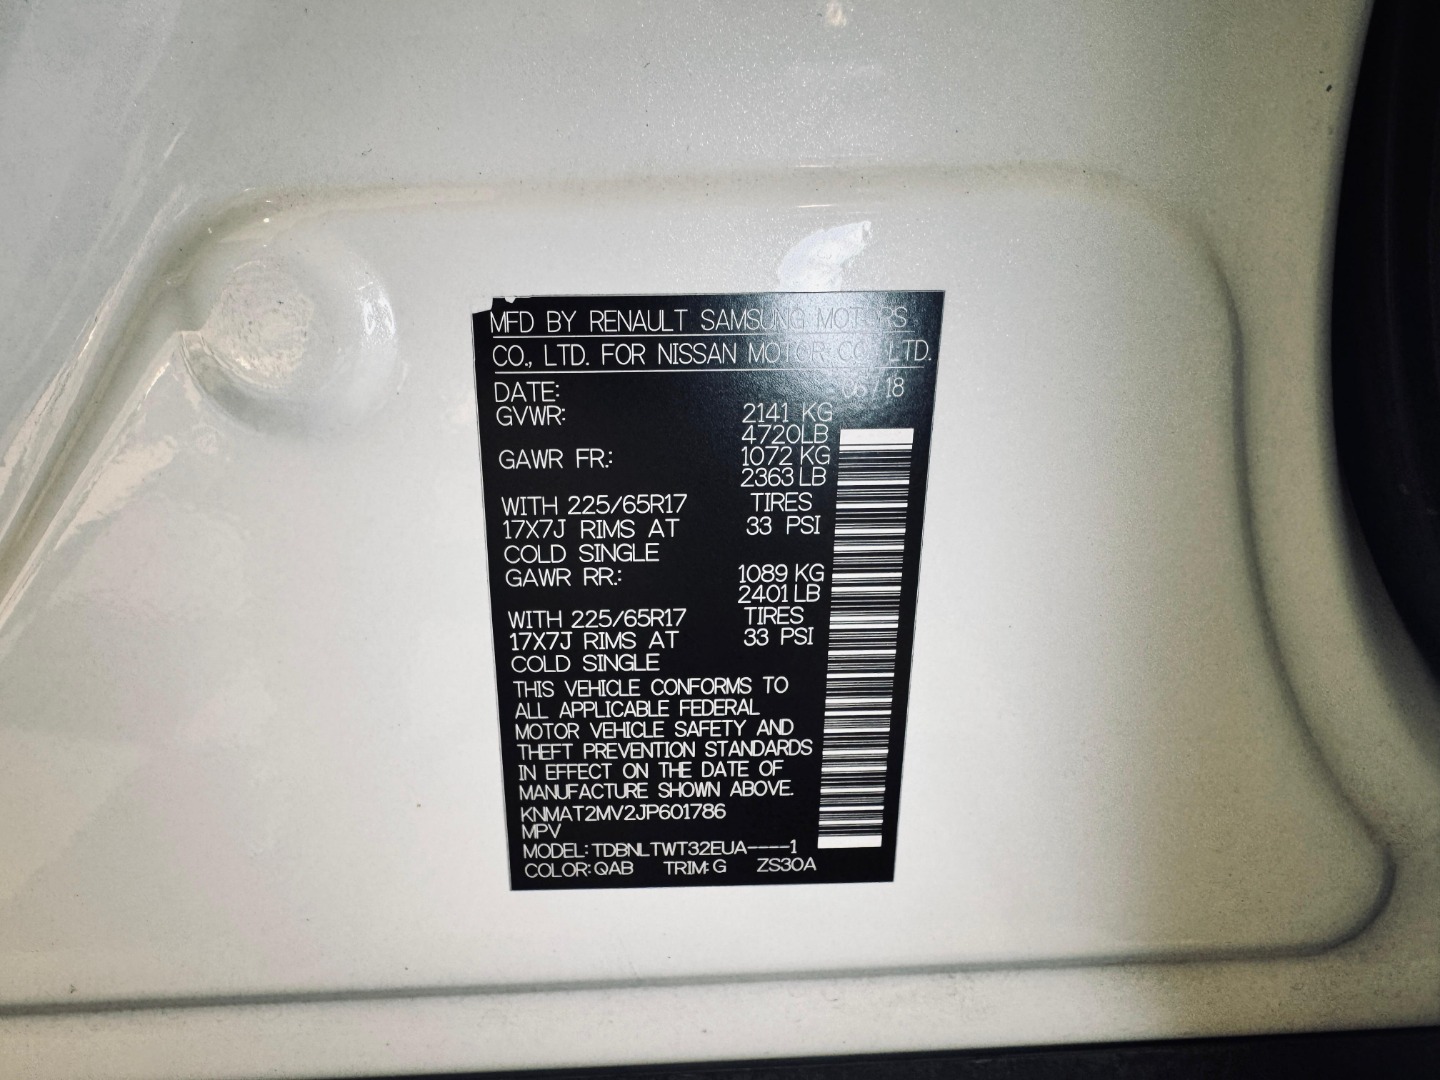 MFD BY RENAULT SAMSUNG MOTORS
CO., LTD. FOR NISSAN MOTOR CO., LTD.
DATE: 06/18
GVWR: 2141 KG
4720LB
GAWR FR.: 1072 KG
2363 LB
WITH 225/65R17 TIRES
17X7J RIMS AT 33 PSI
COLD SINGLE
GAWR RR.: 1089 KG
2401 LB
WITH 225/65R17 TIRES
17X7J RIMS AT 33 PSI
COLD SINGLE
THIS VEHICLE CONFORMS TO
ALL APPLICABLE FEDERAL
MOTOR VEHICLE SAFETY AND
THEFT PREVENTION STANDARDS
IN EFFECT ON THE DATE OF
MANUFACTURE SHOWN ABOVE.
KNMAT2MV2JP601786
MPV
MODEL: TDBNLTWT32EUA----1
COLOR: QAB TRIM: G ZS30A